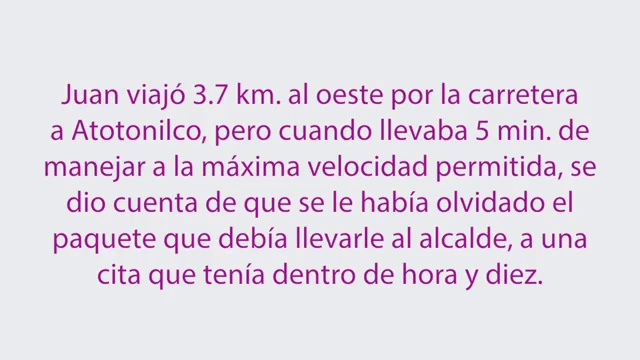 Juan viajó 3.7 km. al oeste por la carretera
a Atotonilco, pero cuando llevaba 5 min. de
manejar a la máxima velocidad permitida, se
dio cuenta de que se le había olvidado el
paquete que debía llevarle al alcalde, a una
cita que tenía dentro de hora y diez.